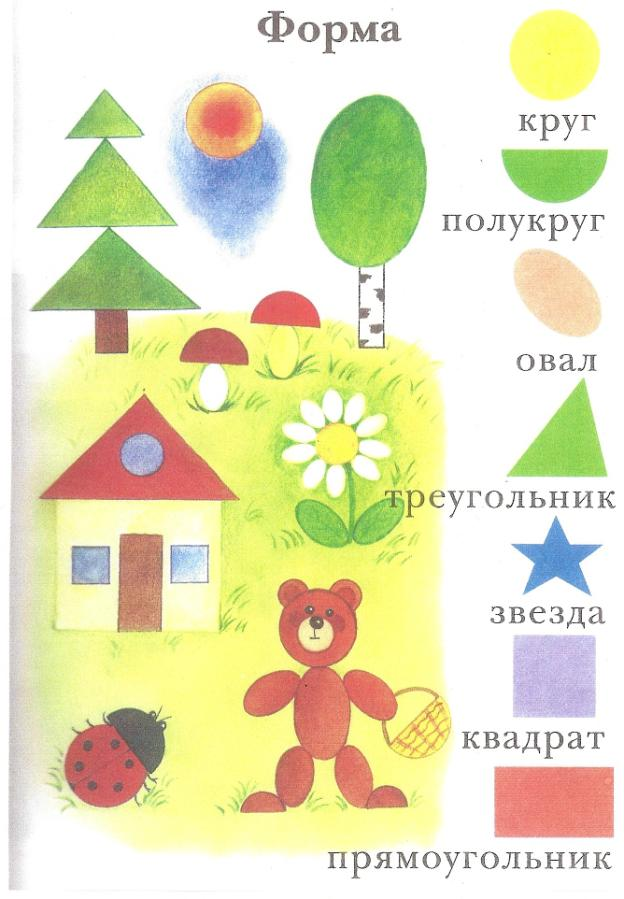 Форма
круг
полукруг
овал
треугольник
звезда
квадрат
прямоугольник